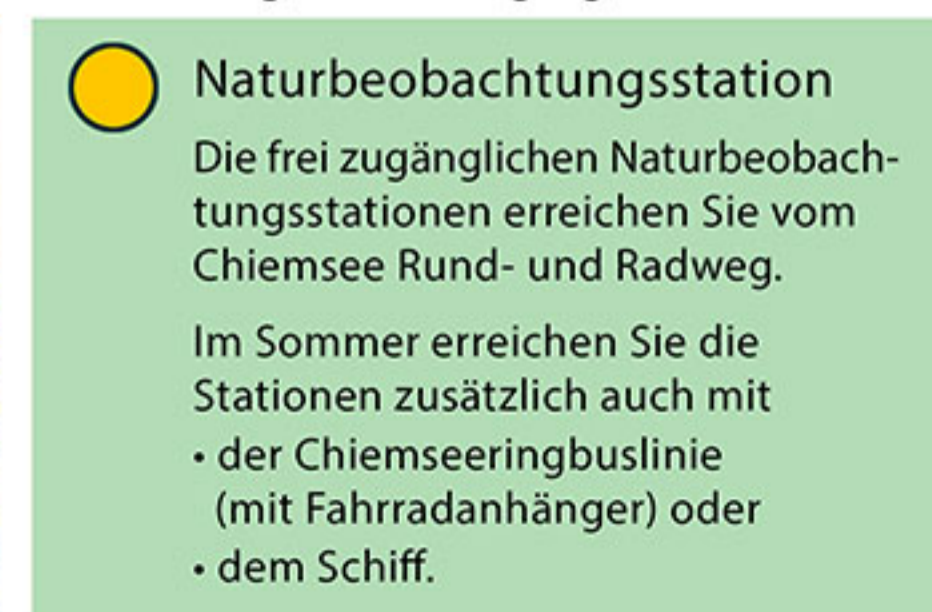 Naturbeobachtungsstation
Die frei zugänglichen Naturbeobach-
tungsstationen erreichen Sie vom
Chiemsee Rund- und Radweg.
Im Sommer erreichen Sie die
Stationen zusätzlich auch mit
• der Chiemseeringbuslinie
(mit Fahrradanhänger) oder
• dem Schiff.